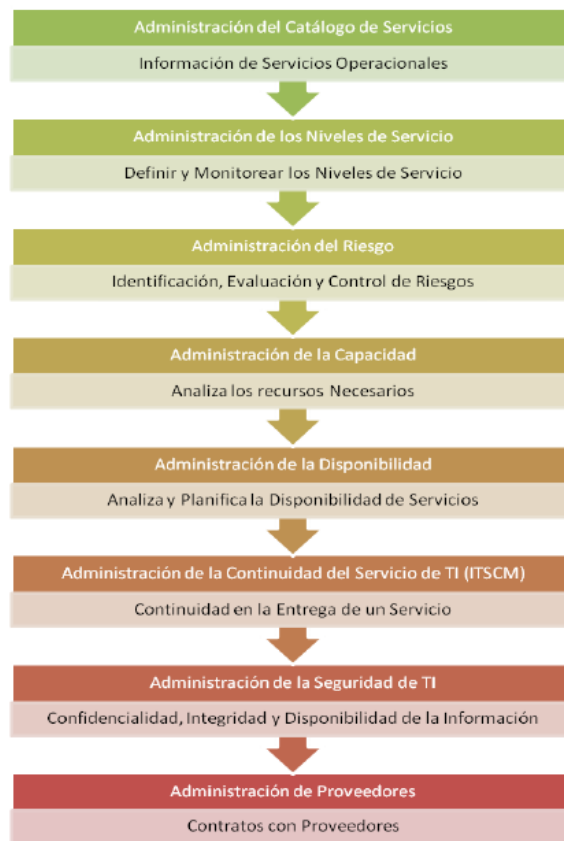 Administración del Catálogo de Servicios
Información de Servicios Operacionales
Administración de los Niveles de Servicio
Definir y Monitorear los Niveles de Servicio
Administración del Riesgo
Identificación, Evaluación y Control de Riesgos
Administración de la Capacidad
Analiza los recursos Necesarios
Administración de la Disponibilidad
Analiza y Planifica la Disponibilidad de Servicios
Administración de la Continuidad del Servicio de TI (ITSCM)
Continuidad en la Entrega de un Servicio
Administración de la Seguridad de TI
Confidencialidad, Integridad y Disponibilidad de la Información
Administración de Proveedores
Contratos con Proveedores